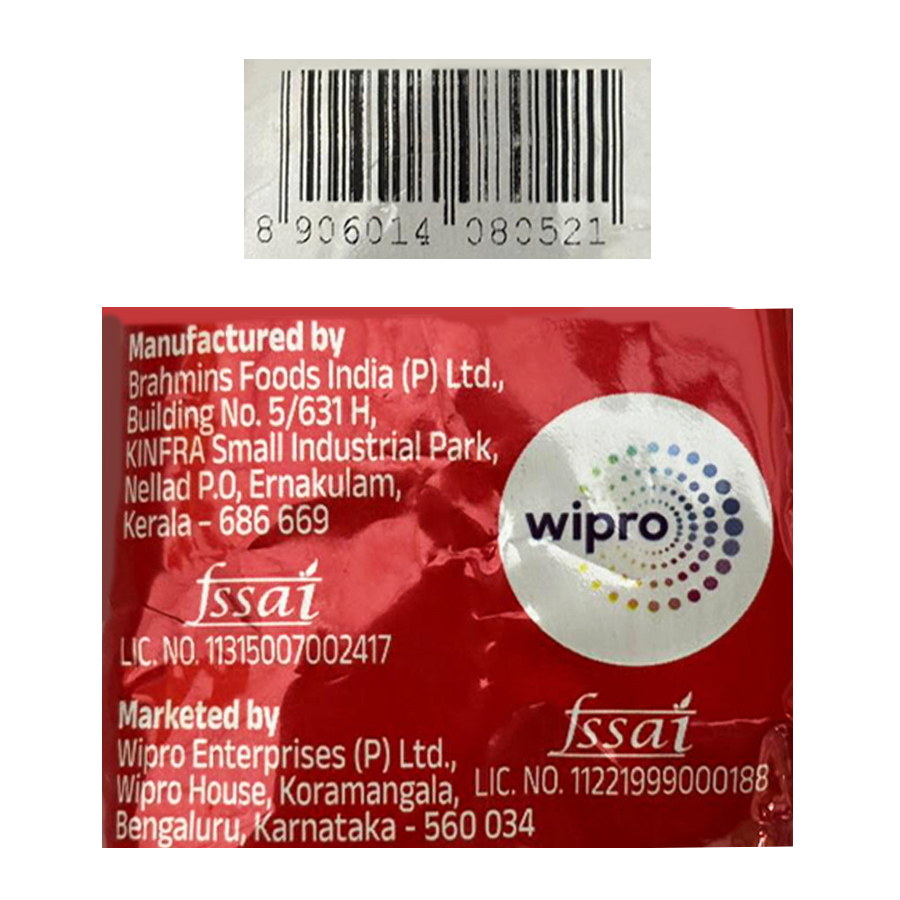 8 906014 080521
Manufactured by
Brahmins Foods India (P) Ltd.,
Building No. 5/631 H,
KINFRA Small Industrial Park,
Nellad P.O, Ernakulam,
Kerala – 686 669
wipro
fssai
LIC. NO. 11315007002417
Marketed by
Wipro Enterprises (P) Ltd.,
Wipro House, Koramangala,
Bengaluru, Karnataka - 560 034
fssai
LIC. NO. 11221999000188